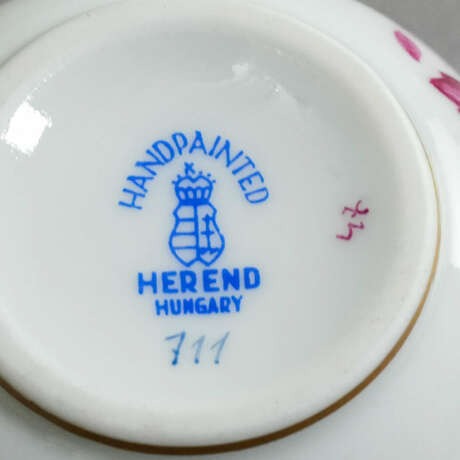 HANDPAINTED
HEREND
HUNGARY
711